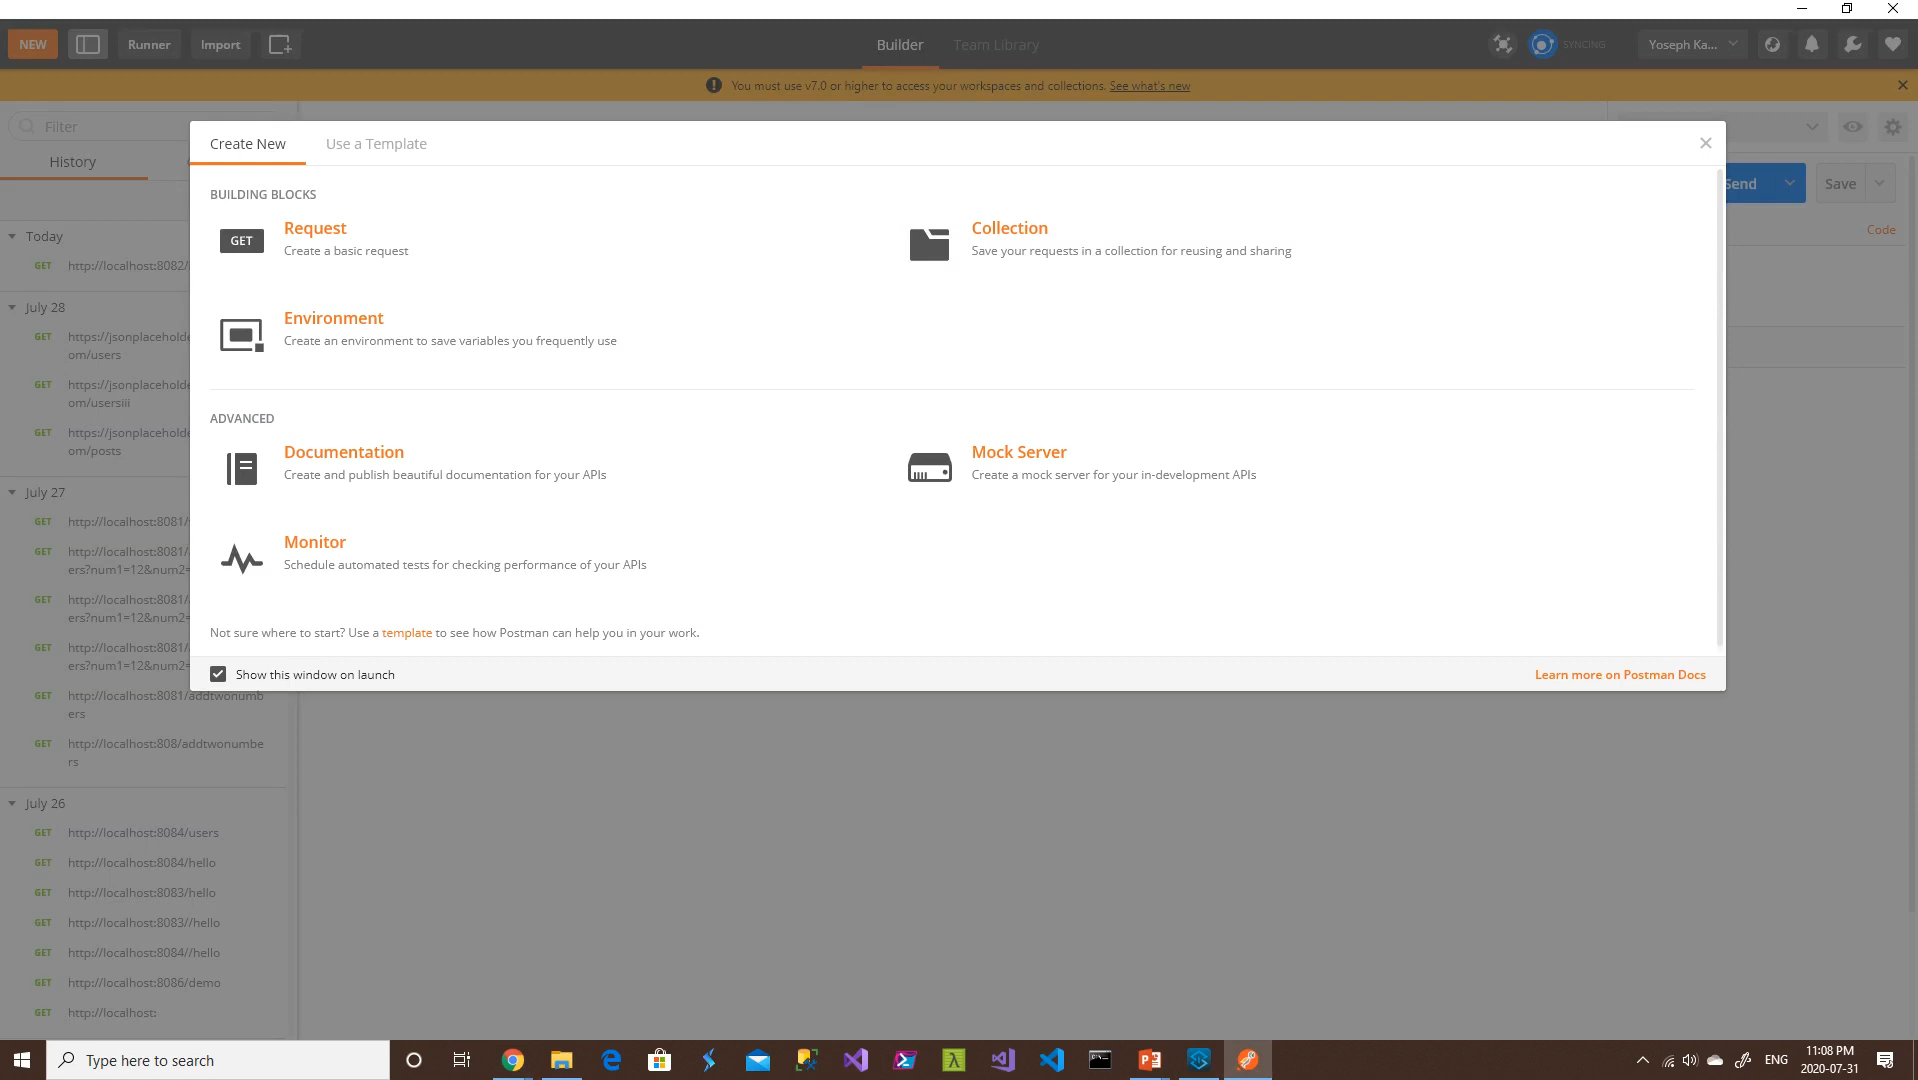 NEW
Runner
Import
Builder
Team Library
SYNCING
Yoseph Ka...
You must use v7.0 or higher to access your workspaces and collections. See what's new
Filter
History
Create New
Use a Template
Send
Save
Code
BUILDING BLOCKS
GET
Request
Create a basic request
Collection
Save your requests in a collection for reusing and sharing
Environment
Create an environment to save variables you frequently use
ADVANCED
Documentation
Create and publish beautiful documentation for your APIs
Mock Server
Create a mock server for your in-development APIs
Monitor
Schedule automated tests for checking performance of your APIs
Not sure where to start? Use a template to see how Postman can help you in your work.
Show this window on launch
Learn more on Postman Docs
Today
GET http://localhost:8082/
July 28
GET https://jsonplaceholde
om/users
GET https://jsonplaceholde
om/usersiii
GET https://jsonplaceholde
om/posts
July 27
GET http://localhost:8081/
GET http://localhost:8081/
ers?num1=12&num2=
GET http://localhost:8081/
ers?num1=12&num2=
GET http://localhost:8081/
ers?num1=12&num2=
GET http://localhost:8081/addtwonumb
ers
GET http://localhost:808/addtwonumbe
rs
July 26
GET http://localhost:8084/users
GET http://localhost:8084/hello
GET http://localhost:8083/hello
GET http://localhost:8083//hello
GET http://localhost:8084//hello
GET http://localhost:8086/demo
GET http://localhost:
Type here to search
ENG
11:08 PM
2020-07-31